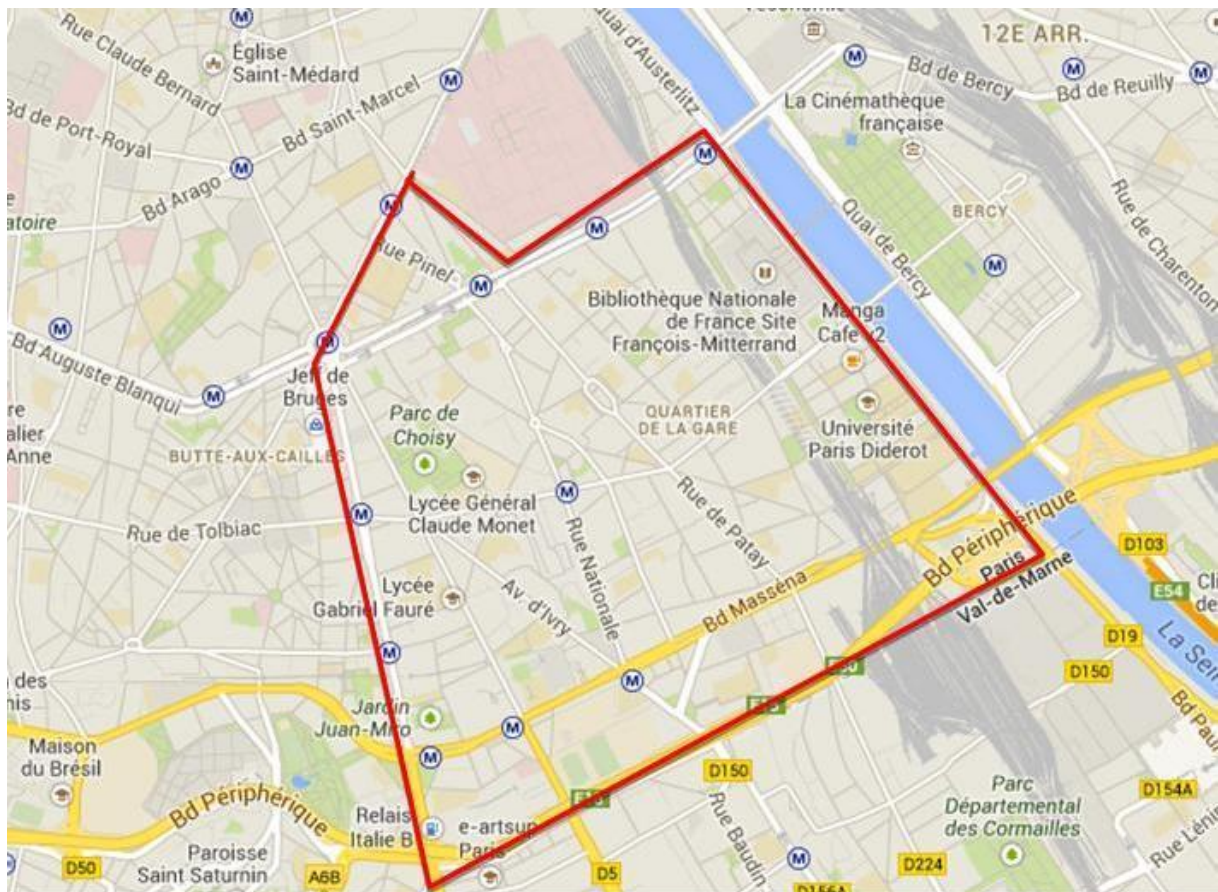 l'économie
12E ARR.
Rue Claude Bernard
Église
Saint-Médard
Quai d'Austerlitz
Bd de Bercy
Bd de Reuilly
La Cinémathèque
française
Bd de Port-Royal
Bd Saint-Marcel
Bd Arago
Rue de Charenton
BERCY
Quai de Bercy
Rue Pinel
Bibliothèque Nationale
de France Site
François-Mitterrand
Manga
Cafe
Bd Auguste Blanqui
Jeff de
Bruges
Parc de
Choisy
QUARTIER
DE LA GARE
Université
Paris Diderot
BUTTE-AUX-CAILLES
Anne
Lycée Général
Claude Monet
Rue de Tolbiac
Rue Nationale
Rue de Patay
Bd Périphérique
Paris
Val-de-Marne
D103
E54
Lycée
Gabriel Fauré
Av. d'Ivry
Bd Masséna
D19
La Sei
D150
Jardin
Juan-Miro
Maison
du Brésil
Bd Périphérique
D150
Rue Baudin
Parc
Départemental
des Cormailles
D154A
Relais
Italie B
e-artsup
Paris
D50
Paroisse
Saint Saturnin
A6B
D5
D224
D156A